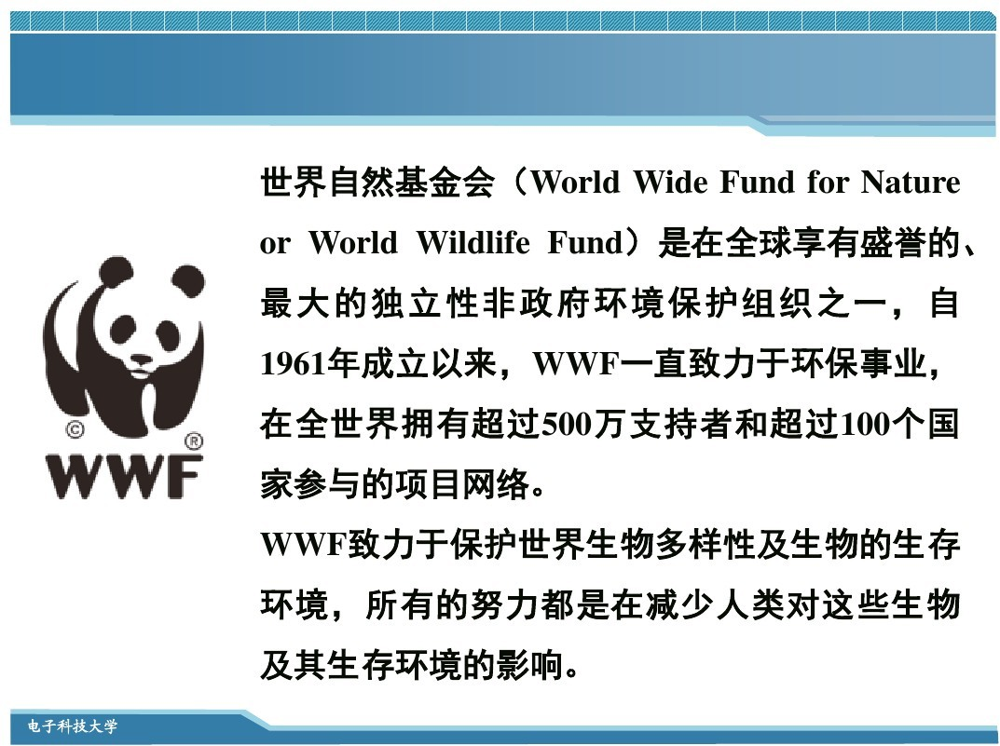 世界自然基金会（World Wide Fund for Nature
or World Wildlife Fund）是在全球享有盛誉的、
最大的独立性非政府环境保护组织之一，自
1961年成立以来，WWF一直致力于环保事业，
在全世界拥有超过500万支持者和超过100个国
家参与的项目网络。
WWF致力于保护世界生物多样性及生物的生存
环境，所有的努力都是在减少人类对这些生物
及其生存环境的影响。
© ®
WWF
电子科技大学